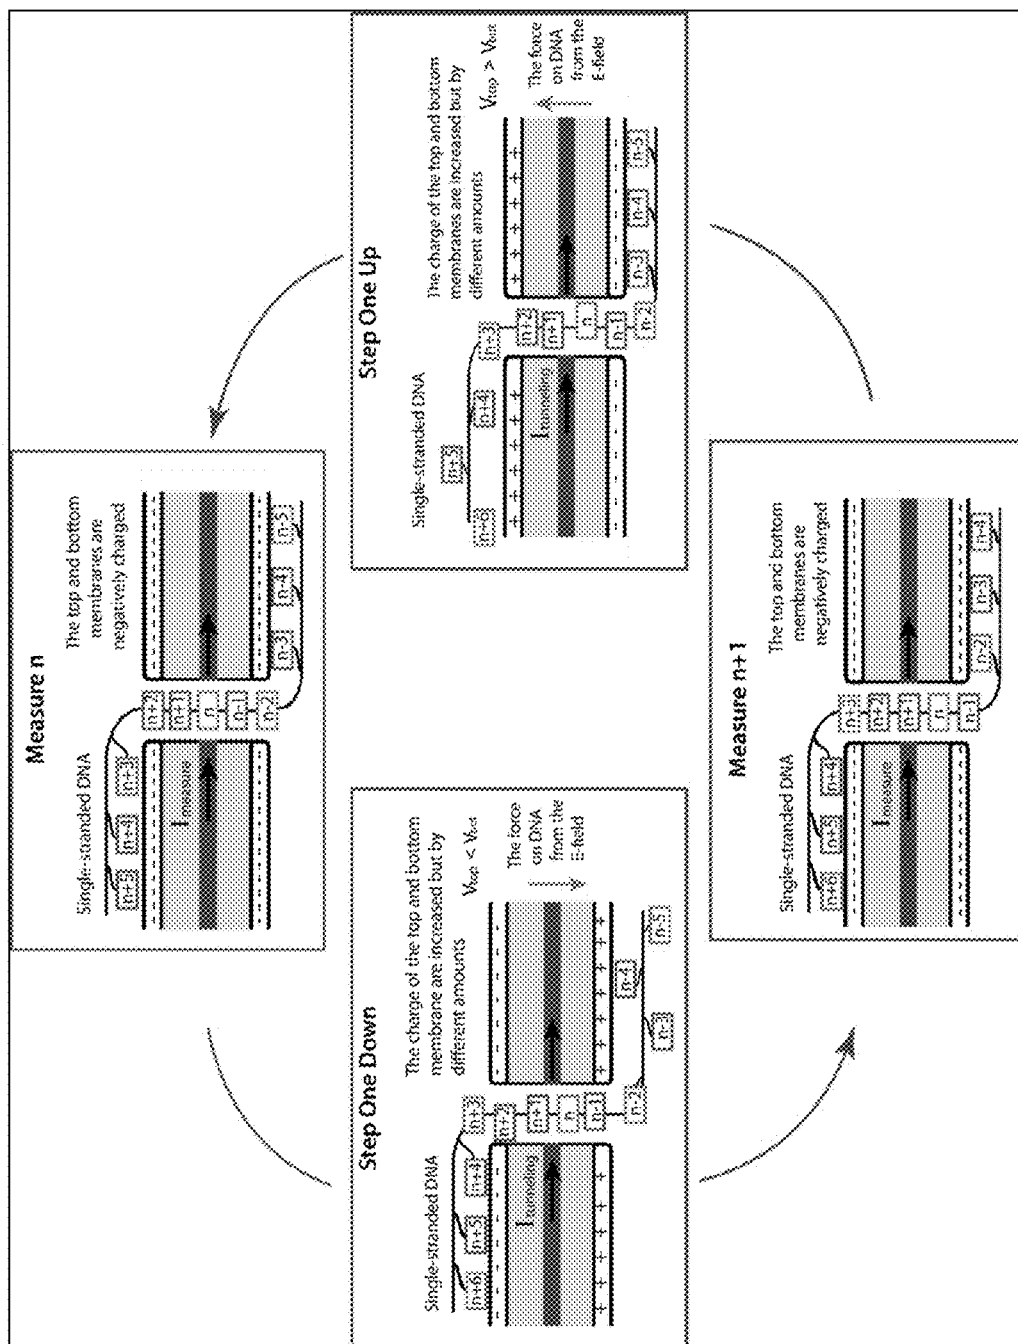 Measure n
Single-stranded DNA
The top and bottom
membranes are
negatively charged
n+5
n+4
n+3
n+2
n+1
n
n-1
n-2
n-3
n-4
n-5
Imeasure
- - - - - - - - - - - - - -
- - - - - - - - - - - - - -
Step One Down
Single-stranded DNA
The charge of the top and bottom
membrane are increased but by
different amounts
Vtop < Vbot
The force
on DNA
from the
E-field
n+6
n+5
n+4
n+3
n+2
n+1
n
n-1
n-2
n-3
n-4
n-5
Itunneling
- - - - - - - - - - - - - -
+ + + + + + + + + + + + +
Step One Up
Single-stranded DNA
The charge of the top and bottom
membranes are increased but by
different amounts
Vtop > Vbot
The force
on DNA
from the
E-field
n+6
n+5
n+4
n+3
n+2
n+1
n
n-1
n-2
n-3
n-4
n-5
Itunneling
+ + + + + + + + + + + + + + +
- - - - - - - - - - - - - -
Measure n+1
Single-stranded DNA
The top and bottom
membranes are
negatively charged
n+6
n+5
n+4
n+3
n+2
n+1
n
n-1
n-2
n-3
n-4
Imeasure
- - - - - - - - - - - - - -
- - - - - - - - - - - - - -